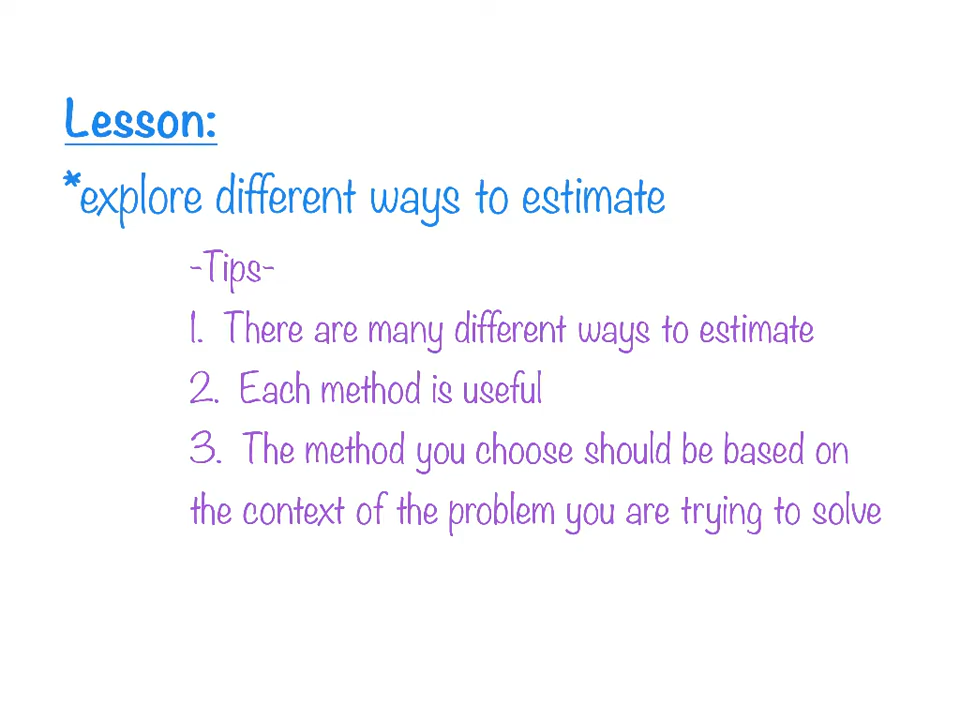 Lesson:
*explore different ways to estimate
-Tips-
1. There are many different ways to estimate
2. Each method is useful
3. The method you choose should be based on
the context of the problem you are trying to solve